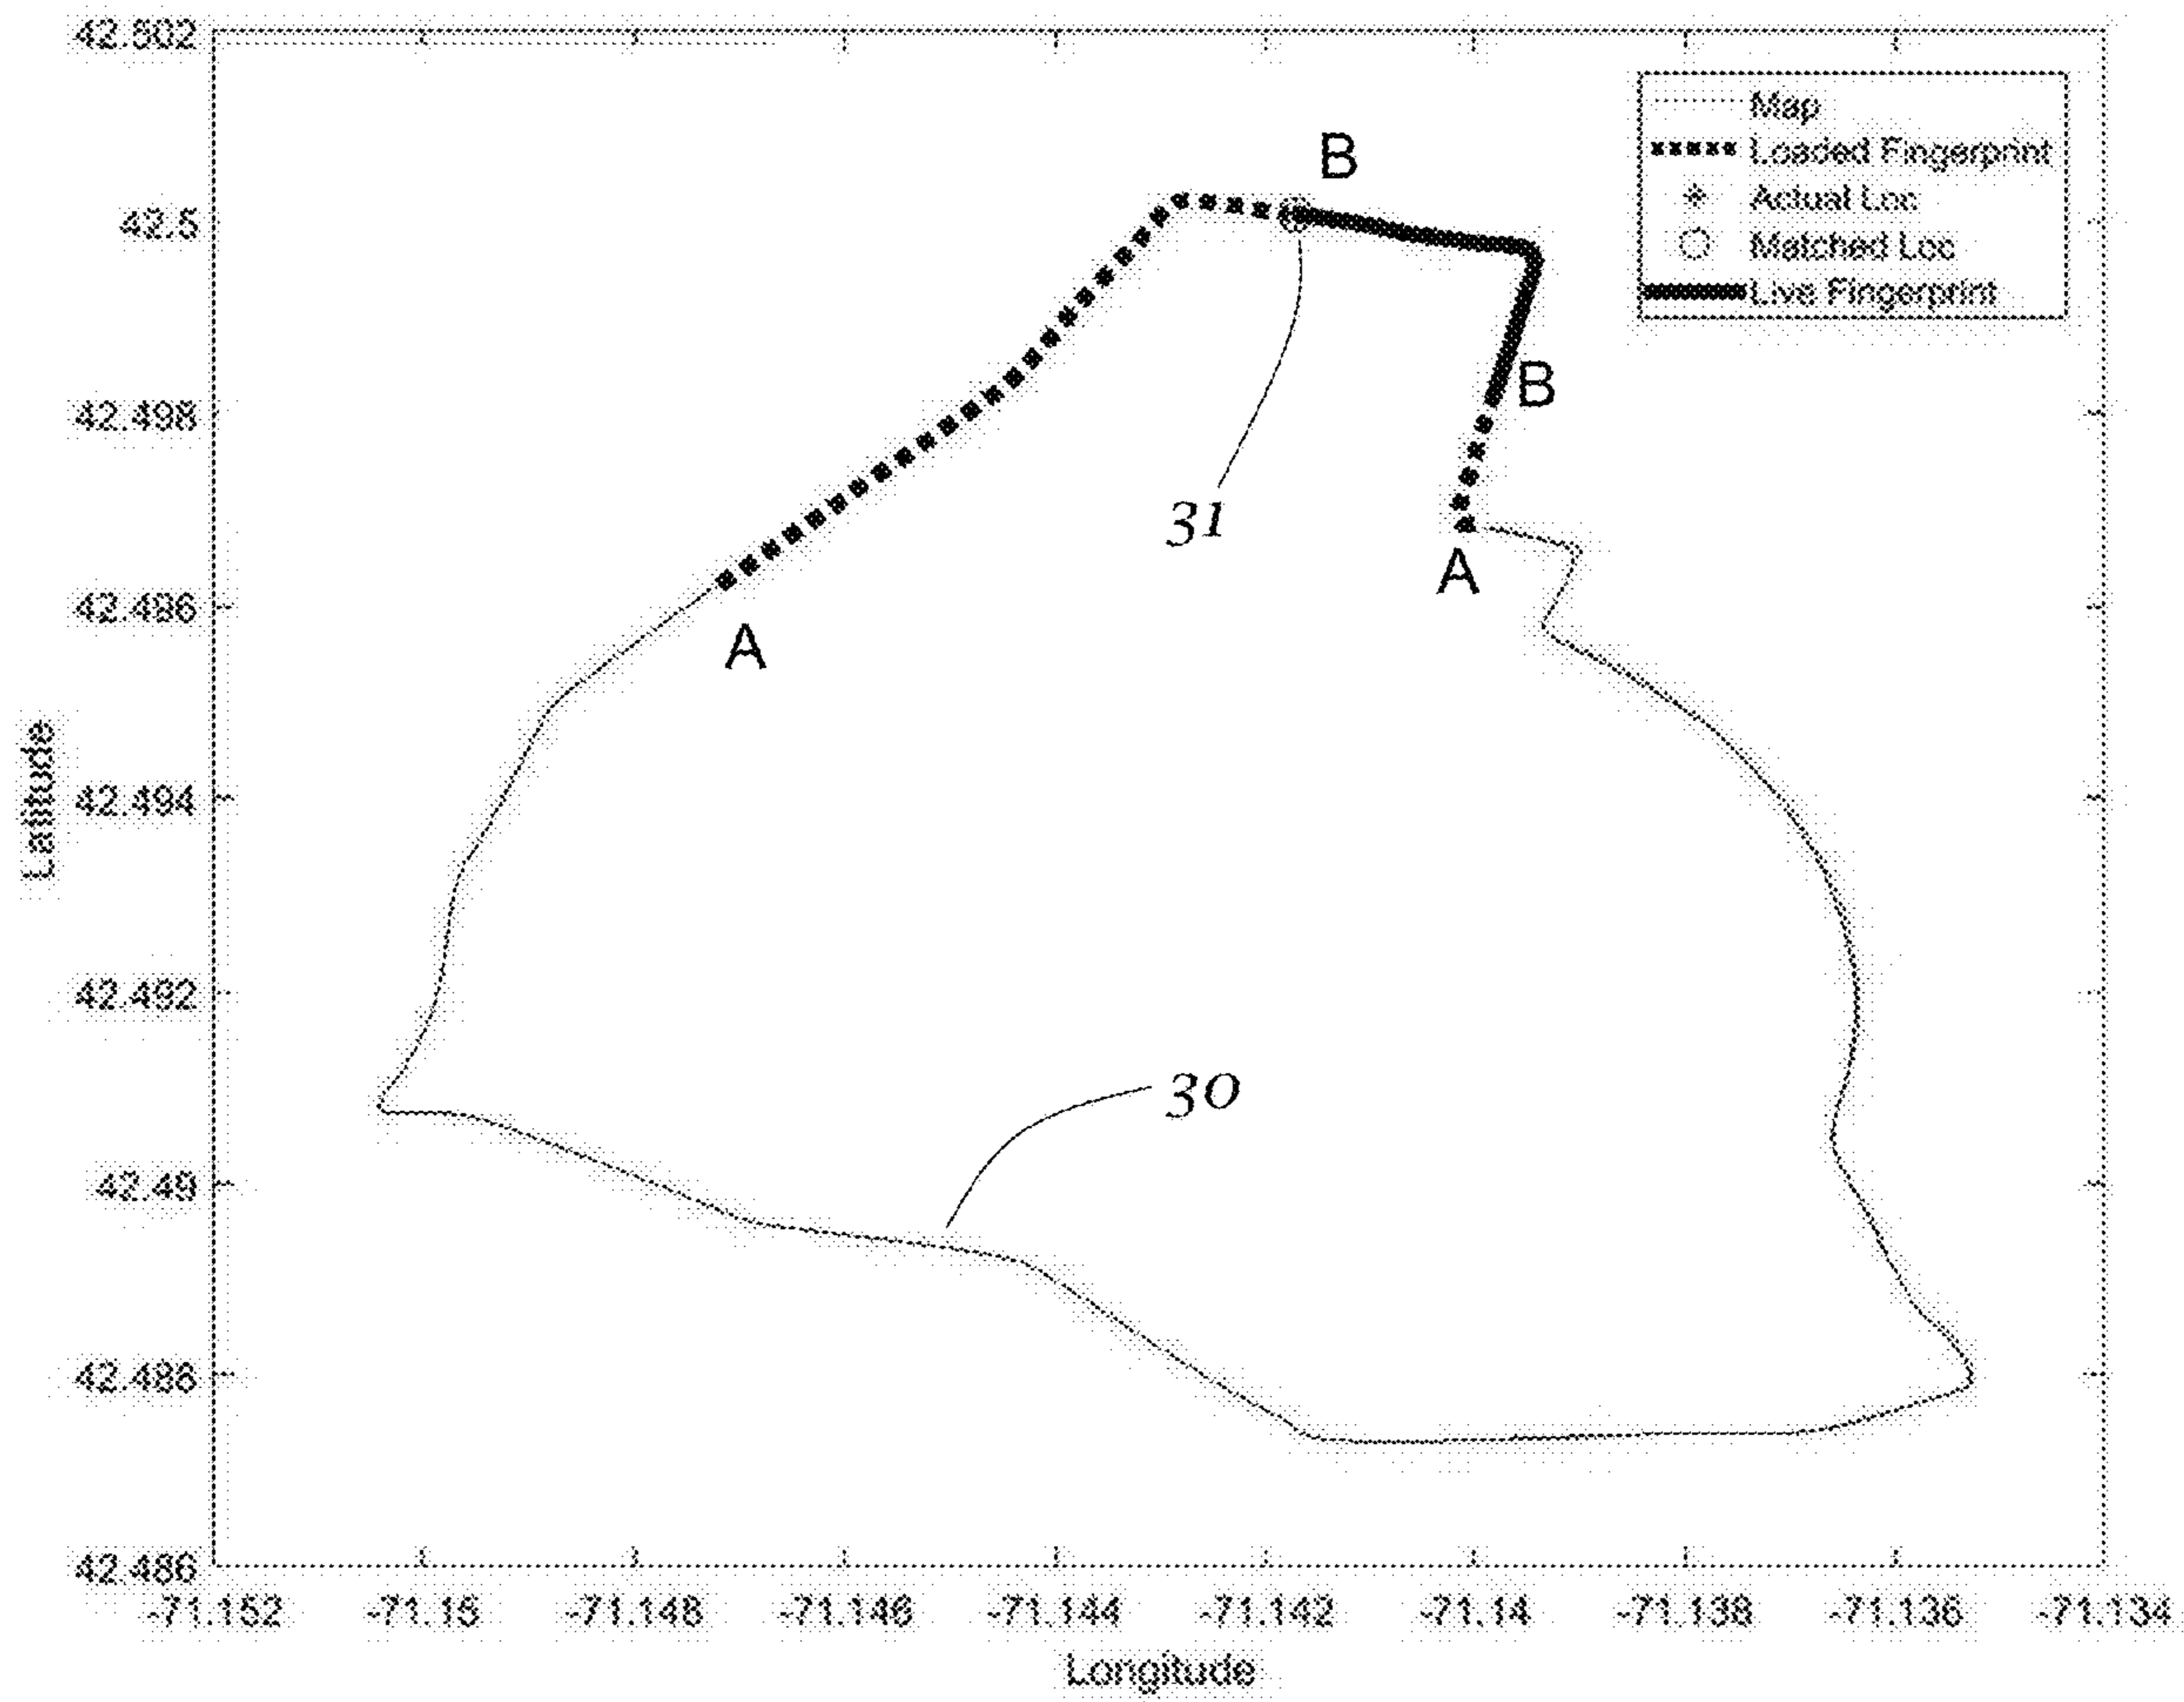 42.502
42.5
42.498
42.496
42.494
42.492
42.49
42.488
42.486
Latitude
-71.152
-71.15
-71.148
-71.146
-71.144
-71.142
-71.14
-71.138
-71.136
-71.134
Longitude
Map
Loaded Fingerprint
Actual Loc
Matched Loc
Live Fingerprint
B
B
31
A
A
30